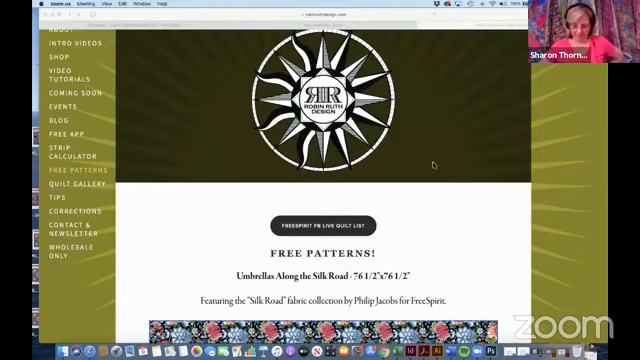 zoom.us Meeting View Edit Window Help
robinruthdesign.com
ABOUT
INTRO VIDEOS
SHOP
VIDEO
TUTORIALS
COMING SOON
EVENTS
BLOG
FREE APP
STRIP
CALCULATOR
FREE PATTERNS
QUILT GALLERY
TIPS
CORRECTIONS
CONTACT &
NEWSLETTER
WHOLESALE
ONLY
RR
ROBIN RUTH
DESIGN
FREESPIRIT FB LIVE QUILT LIST
FREE PATTERNS!
Umbrellas Along the Silk Road - 76 1/2"x76 1/2"
Featuring the "Silk Road" fabric collection by Philip Jacobs for FreeSpirit.
Sharon Thorn...
zoom